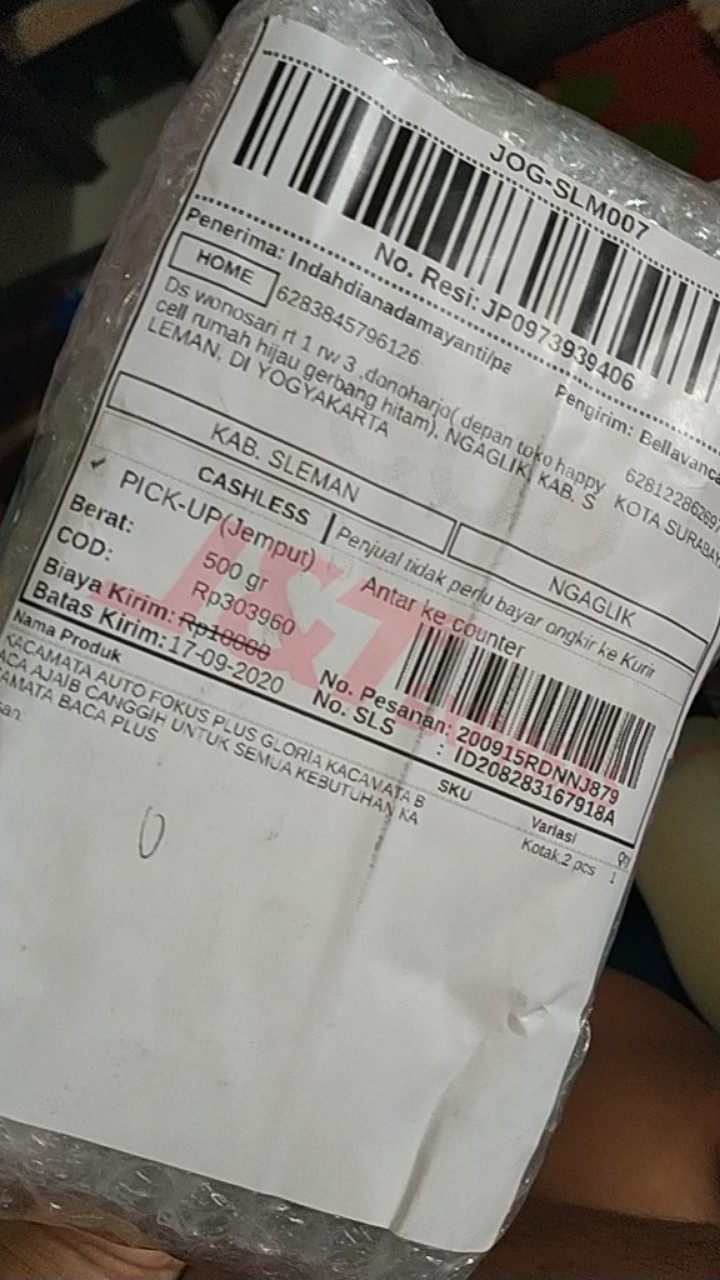 JOG-SLM007
No. Resi: JP0973939406
Penerima: Indahdianadamayanti/pa
Pengirim: Bellavanca
HOME
6283845796126
Ds wonosari rt 1 rw 3 .donoharjo( depan toko happy
cell rumah hijau gerbang hitam), NGAGLIK, KAB. S
LEMAN, DI YOGYAKARTA
KOTA SURABAYA
KAB. SLEMAN
NGAGLIK
CASHLESS
Penjual tidak perlu bayar ongkir ke Kurir
✓ PICK-UP(Jemput)
Antar ke counter
Berat: 500 gr
COD: Rp303960
Biaya Kirim: Rp10000
Batas Kirim: 17-09-2020
J&T
No. Pesanan: 200915RDNNJ879
No. SLS : ID208283167918A
Nama Produk
SKU
Variasi
Qty
KACAMATA AUTO FOKUS PLUS GLORIA KACAMATA B
ACA AJAIB CANGGIH UNTUK SEMUA KEBUTUHAN KA
CAMATA BACA PLUS
Kotak,2 pcs
1
san